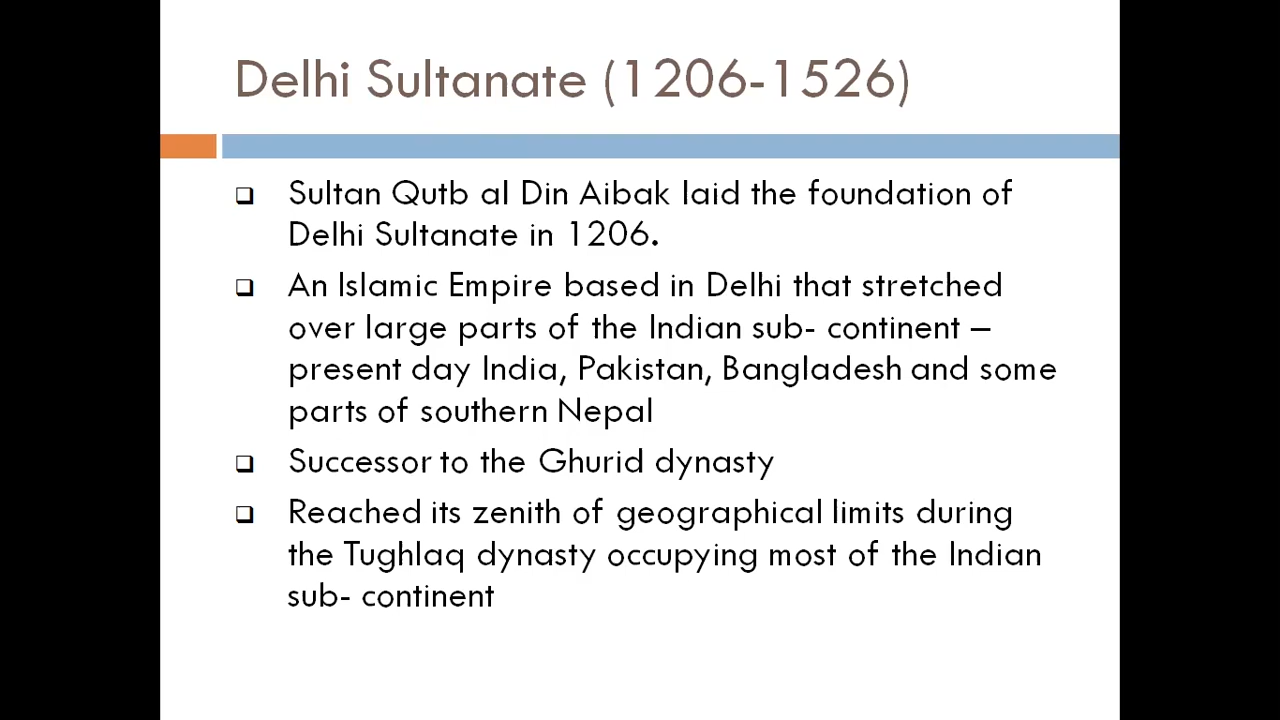 Delhi Sultanate (1206-1526)
❑ Sultan Qutb al Din Aibak laid the foundation of
Delhi Sultanate in 1206.
❑ An Islamic Empire based in Delhi that stretched
over large parts of the Indian sub- continent –
present day India, Pakistan, Bangladesh and some
parts of southern Nepal
❑ Successor to the Ghurid dynasty
❑ Reached its zenith of geographical limits during
the Tughlaq dynasty occupying most of the Indian
sub- continent